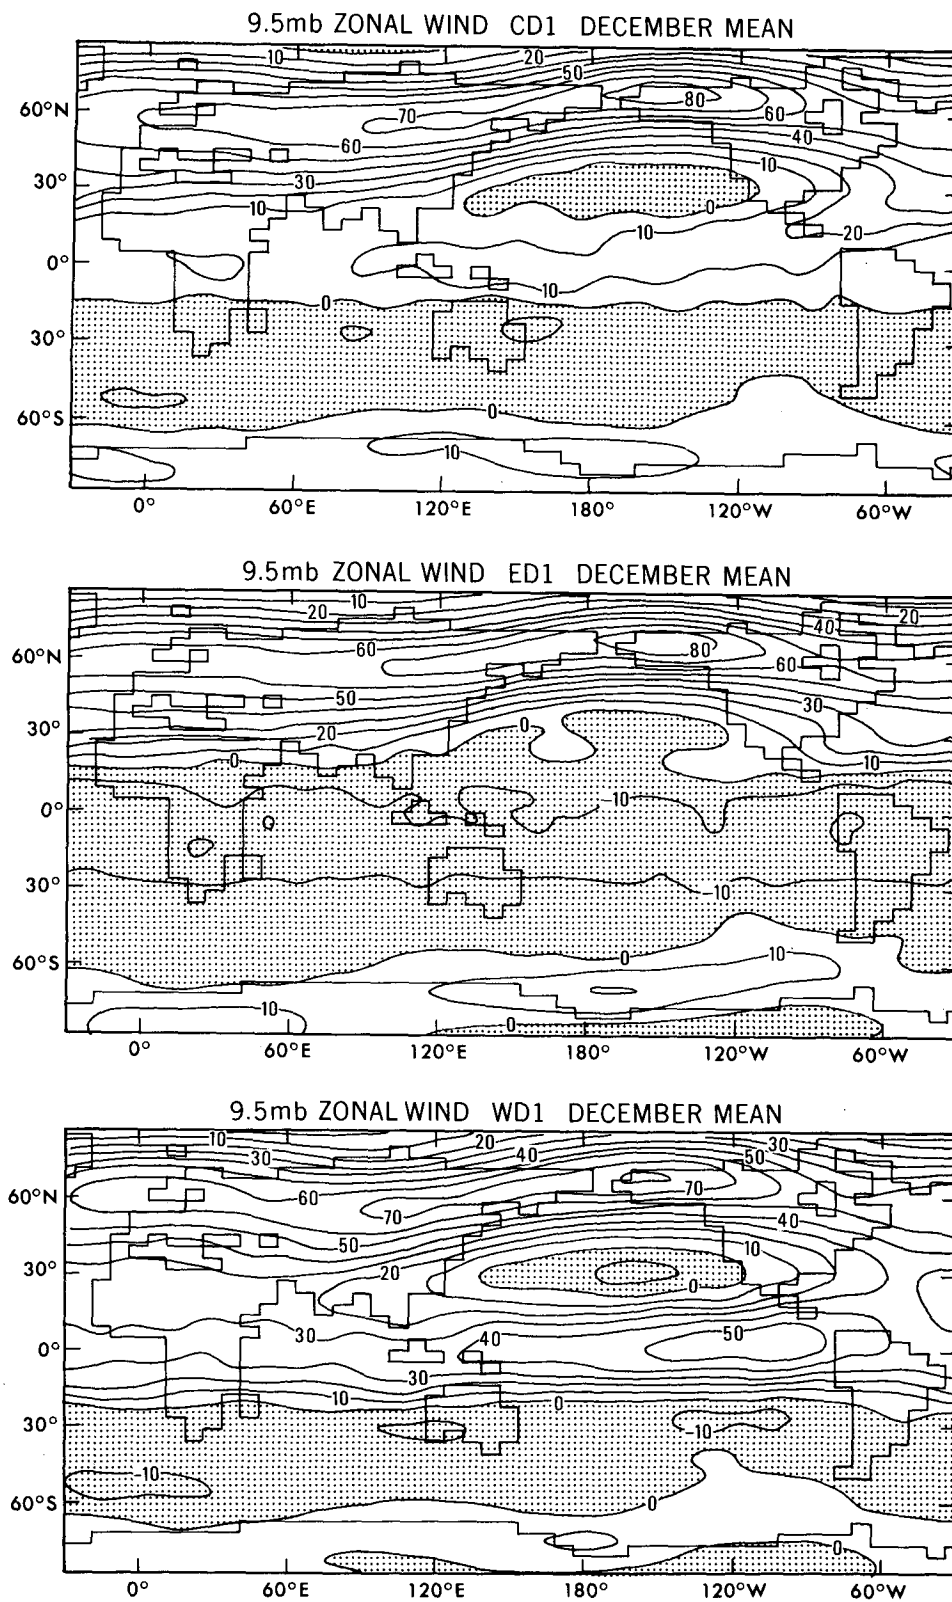 9.5mb ZONAL WIND CD1 DECEMBER MEAN
10 20
50
60°N 80
70 60
60 40
30° 30 10
10 0
10 20
0°
10
0
30°
60°S 0
10
0° 60°E 120°E 180° 120°W 60°W
9.5mb ZONAL WIND ED1 DECEMBER MEAN
10
20 40 20
60°N 60 80
60
50 30
30° 20 0
0 10
0° -10
30° -10
60°S 0 10
10 0
0° 60°E 120°E 180° 120°W 60°W
9.5mb ZONAL WIND WD1 DECEMBER MEAN
10 20 30
30 40 50
60°N 60 70
70 40
50 10
30° 20 0
30 40 50
0°
30
10 0
30° -10
-10
60°S 0
0
0° 60°E 120°E 180° 120°W 60°W